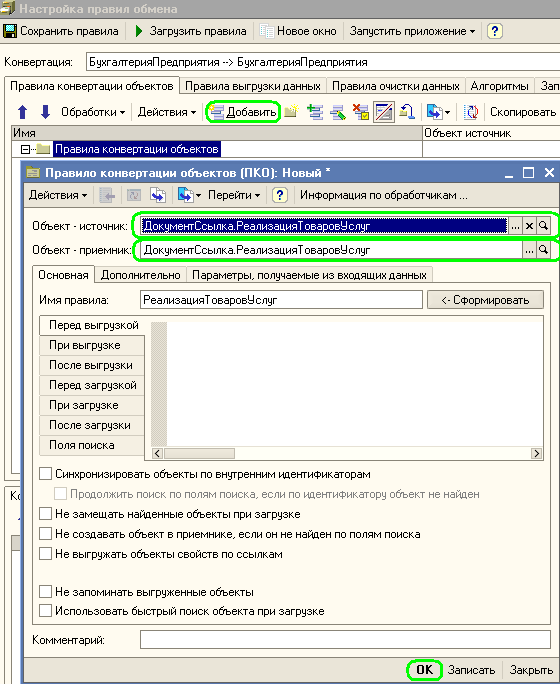 Настройка правил обмена
Сохранить правила Загрузить правила Новое окно Запустить приложение ?
Конвертация: БухгалтерияПредприятия --> БухгалтерияПредприятия
Правила конвертации объектов Правила выгрузки данных Правила очистки данных Алгоритмы Зап
Обработки Действия Добавить Скопировать
Имя Объект источник
Правила конвертации объектов
Правило конвертации объектов (ПКО): Новый *
Действия Перейти ? Информация по обработчикам ...
Объект - источник: ДокументСсылка.РеализацияТоваровУслуг
Объект - приемник: ДокументСсылка.РеализацияТоваровУслуг
Основная Дополнительно Параметры, получаемые из входящих данных
Имя правила: РеализацияТоваровУслуг <- Сформировать
Перед выгрузкой
При выгрузке
После выгрузки
Перед загрузкой
При загрузке
После загрузки
Поля поиска
Синхронизировать объекты по внутренним идентификаторам
Продолжить поиск по полям поиска, если по идентификатору объект не найден
Не замещать найденные объекты при загрузке
Не создавать объект в приемнике, если он не найден по полям поиска
Не выгружать объекты свойств по ссылкам
Не запоминать выгруженные объекты
Использовать быстрый поиск объекта при загрузке
Комментарий:
OK Записать Закрыть